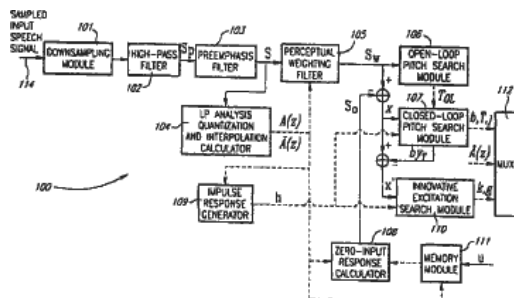 SAMPLED
INPUT
SPEECH
SIGNAL
114
101
DOWNSAMPLING
MODULE
HIGH-PASS
FILTER
102
Sp
103
PREEMPHASIS
FILTER
S
105
PERCEPTUAL
WEIGHTING
FILTER
Sw
106
OPEN-LOOP
PITCH SEARCH
MODULE
TOL
+
-
So
x
107
CLOSED-LOOP
PITCH SEARCH
MODULE
b,T,j
112
MUX
104
LP ANALYSIS
QUANTIZATION
AND INTERPOLATION
CALCULATOR
A(z)
Â(z)
+
-
byT
Â(z)
100
109
IMPULSE
RESPONSE
GENERATOR
h
x'
INNOVATIVE
EXCITATION
SEARCH MODULE
110
k,g
108
ZERO-INPUT
RESPONSE
CALCULATOR
111
MEMORY
MODULE
u